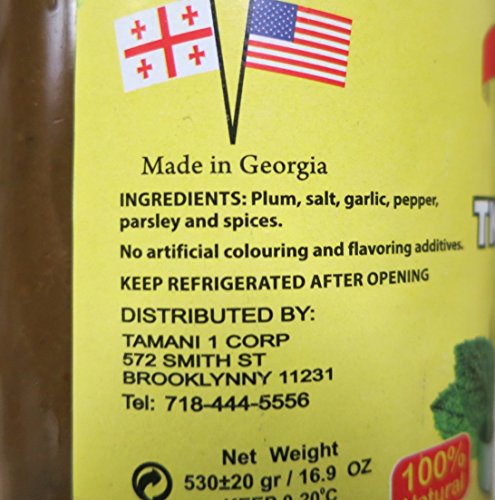 Made in Georgia
INGREDIENTS: Plum, salt, garlic, pepper,
parsley and spices.
No artificial colouring and flavoring additives.
KEEP REFRIGERATED AFTER OPENING
DISTRIBUTED BY:
TAMANI 1 CORP
572 SMITH ST
BROOKLYNNY 11231
Tel: 718-444-5556
Net Weight
530±20 gr / 16.9 OZ
100%